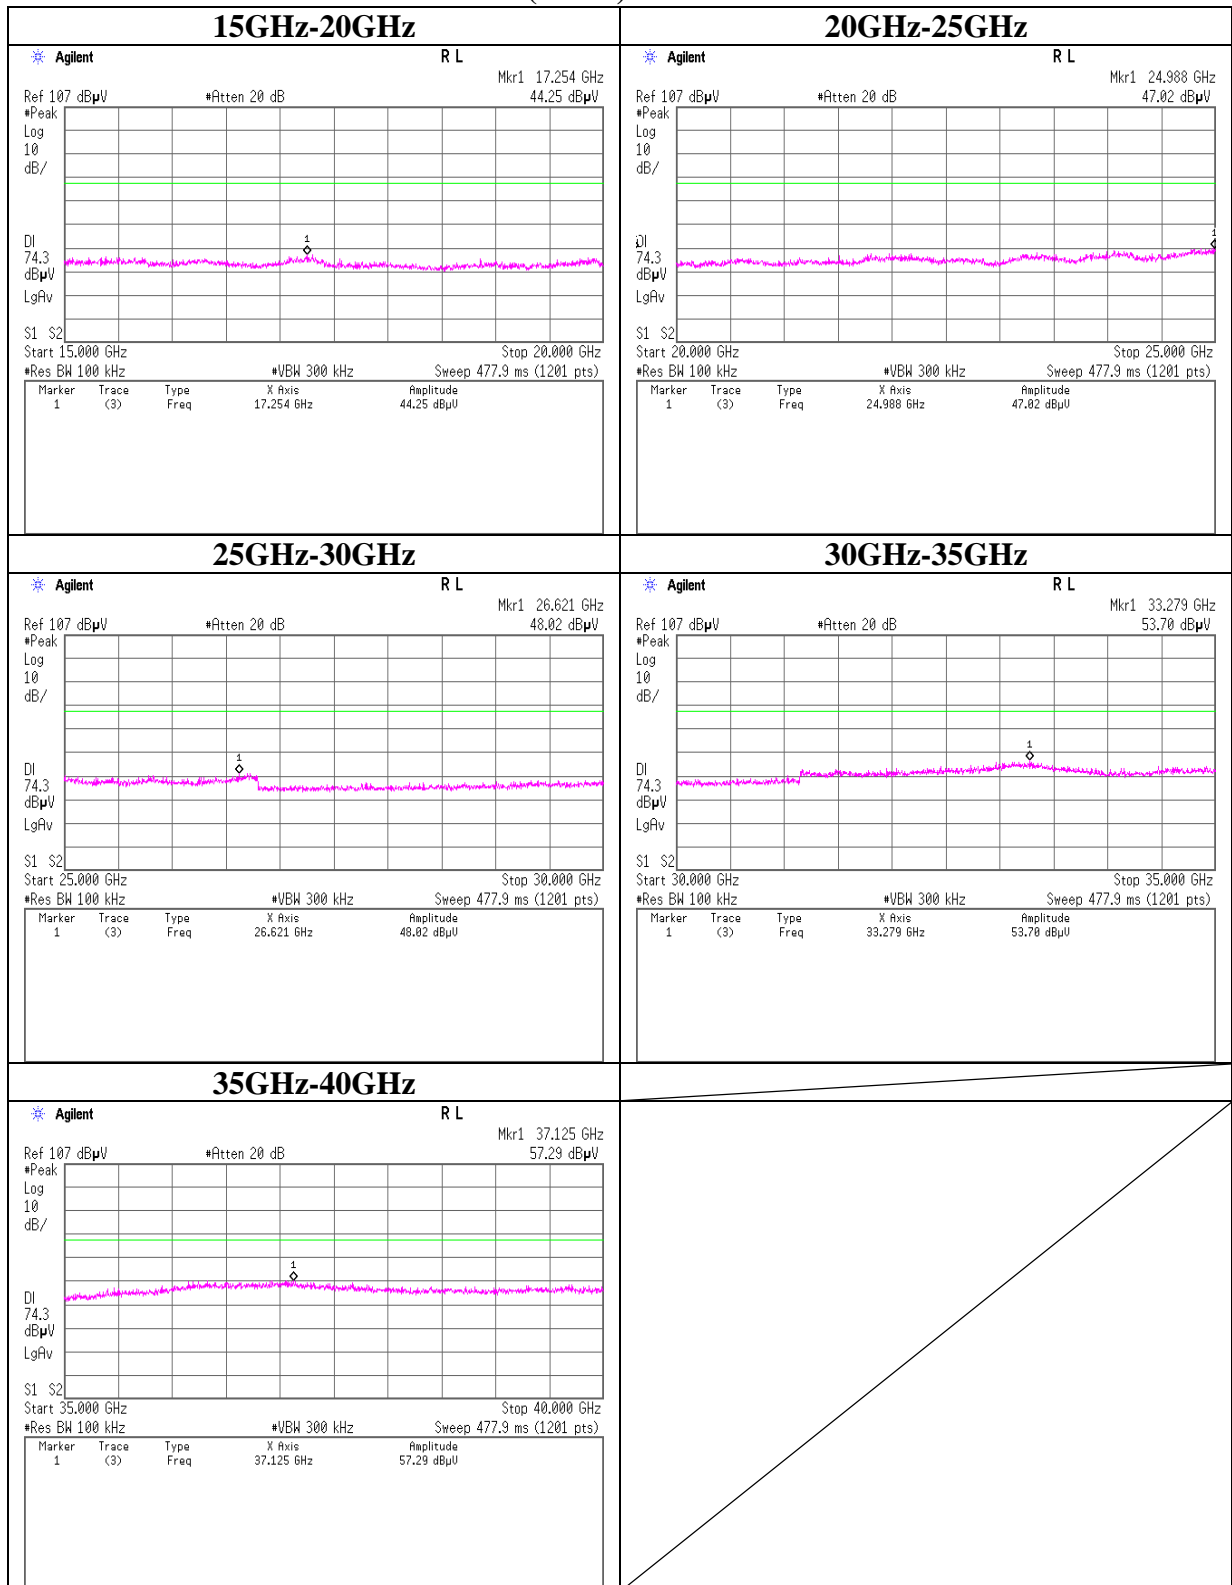 15GHz-20GHz
Agilent
R L
Mkr1 17.254 GHz
Ref 107 dBµV
#Atten 20 dB
44.25 dBµV
#Peak
Log
10
dB/
DI
74.3
dBµV
LgAv
S1 S2
1
Start 15.000 GHz
Stop 20.000 GHz
#Res BW 100 kHz
#VBW 300 kHz
Sweep 477.9 ms (1201 pts)
Marker Trace Type X Axis Amplitude
1 (3) Freq 17.254 GHz 44.25 dBµV
20GHz-25GHz
Agilent
R L
Mkr1 24.988 GHz
Ref 107 dBµV
#Atten 20 dB
47.02 dBµV
#Peak
Log
10
dB/
DI
74.3
dBµV
LgAv
S1 S2
1
Start 20.000 GHz
Stop 25.000 GHz
#Res BW 100 kHz
#VBW 300 kHz
Sweep 477.9 ms (1201 pts)
Marker Trace Type X Axis Amplitude
1 (3) Freq 24.988 GHz 47.02 dBµV
25GHz-30GHz
Agilent
R L
Mkr1 26.621 GHz
Ref 107 dBµV
#Atten 20 dB
48.02 dBµV
#Peak
Log
10
dB/
DI
74.3
dBµV
LgAv
S1 S2
1
Start 25.000 GHz
Stop 30.000 GHz
#Res BW 100 kHz
#VBW 300 kHz
Sweep 477.9 ms (1201 pts)
Marker Trace Type X Axis Amplitude
1 (3) Freq 26.621 GHz 48.02 dBµV
30GHz-35GHz
Agilent
R L
Mkr1 33.279 GHz
Ref 107 dBµV
#Atten 20 dB
53.70 dBµV
#Peak
Log
10
dB/
DI
74.3
dBµV
LgAv
S1 S2
1
Start 30.000 GHz
Stop 35.000 GHz
#Res BW 100 kHz
#VBW 300 kHz
Sweep 477.9 ms (1201 pts)
Marker Trace Type X Axis Amplitude
1 (3) Freq 33.279 GHz 53.70 dBµV
35GHz-40GHz
Agilent
R L
Mkr1 37.125 GHz
Ref 107 dBµV
#Atten 20 dB
57.29 dBµV
#Peak
Log
10
dB/
DI
74.3
dBµV
LgAv
S1 S2
1
Start 35.000 GHz
Stop 40.000 GHz
#Res BW 100 kHz
#VBW 300 kHz
Sweep 477.9 ms (1201 pts)
Marker Trace Type X Axis Amplitude
1 (3) Freq 37.125 GHz 57.29 dBµV